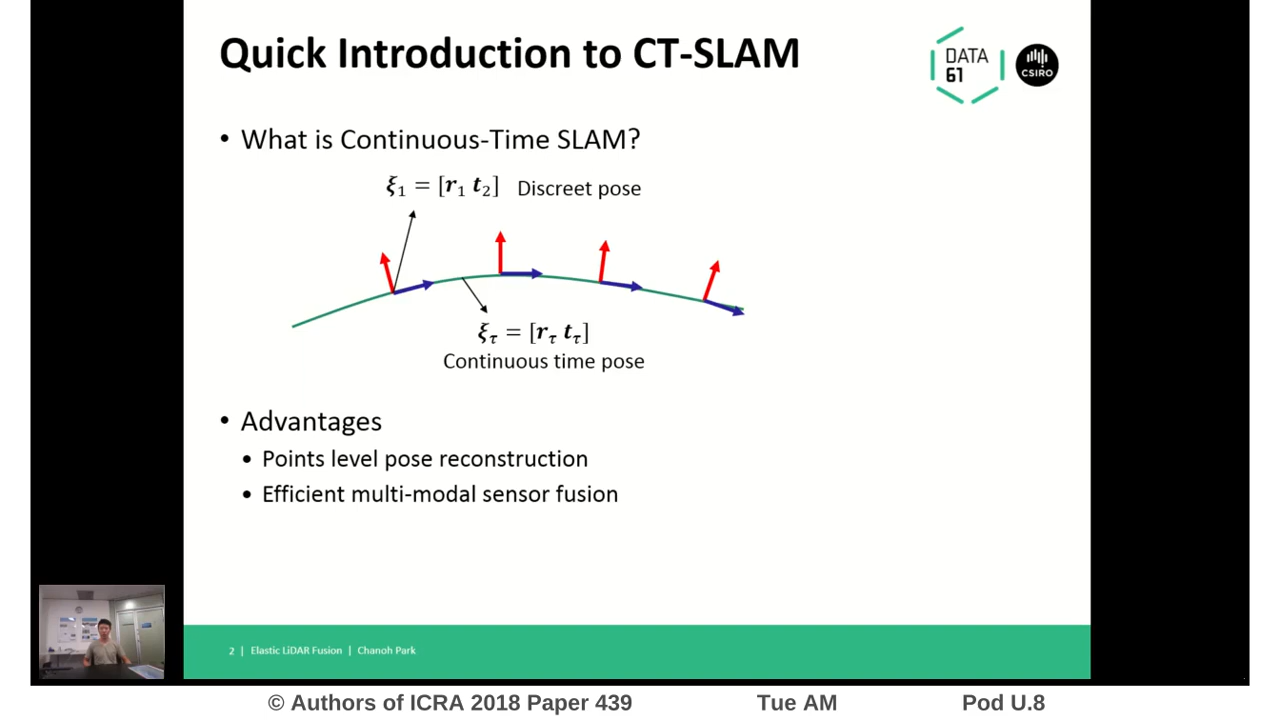 Quick Introduction to CT-SLAM
DATA
61
CSIRO
• What is Continuous-Time SLAM?
ξ₁ = [r₁ t₂] Discreet pose
ξ_τ = [r_τ t_τ]
Continuous time pose
• Advantages
• Points level pose reconstruction
• Efficient multi-modal sensor fusion
2 | Elastic LiDAR Fusion | Chanoh Park
© Authors of ICRA 2018 Paper 439 Tue AM Pod U.8